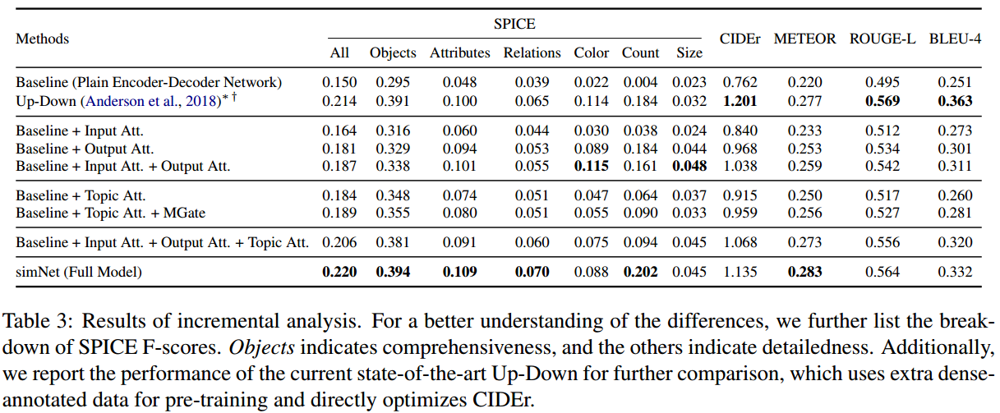 Methods SPICE CIDEr METEOR ROUGE-L BLEU-4
All Objects Attributes Relations Color Count Size
Baseline (Plain Encoder-Decoder Network) 0.150 0.295 0.048 0.039 0.022 0.004 0.023 0.762 0.220 0.495 0.251
Up-Down (Anderson et al., 2018)*† 0.214 0.391 0.100 0.065 0.114 0.184 0.032 1.201 0.277 0.569 0.363
Baseline + Input Att. 0.164 0.316 0.060 0.044 0.030 0.038 0.024 0.840 0.233 0.512 0.273
Baseline + Output Att. 0.181 0.329 0.094 0.053 0.089 0.184 0.044 0.968 0.253 0.534 0.301
Baseline + Input Att. + Output Att. 0.187 0.338 0.101 0.055 0.115 0.161 0.048 1.038 0.259 0.542 0.311
Baseline + Topic Att. 0.184 0.348 0.074 0.051 0.047 0.064 0.037 0.915 0.250 0.517 0.260
Baseline + Topic Att. + MGate 0.189 0.355 0.080 0.051 0.055 0.090 0.033 0.959 0.256 0.527 0.281
Baseline + Input Att. + Output Att. + Topic Att. 0.206 0.381 0.091 0.060 0.075 0.094 0.045 1.068 0.273 0.556 0.320
simNet (Full Model) 0.220 0.394 0.109 0.070 0.088 0.202 0.045 1.135 0.283 0.564 0.332
Table 3: Results of incremental analysis. For a better understanding of the differences, we further list the break-
down of SPICE F-scores. Objects indicates comprehensiveness, and the others indicate detailedness. Additionally,
we report the performance of the current state-of-the-art Up-Down for further comparison, which uses extra dense-
annotated data for pre-training and directly optimizes CIDEr.